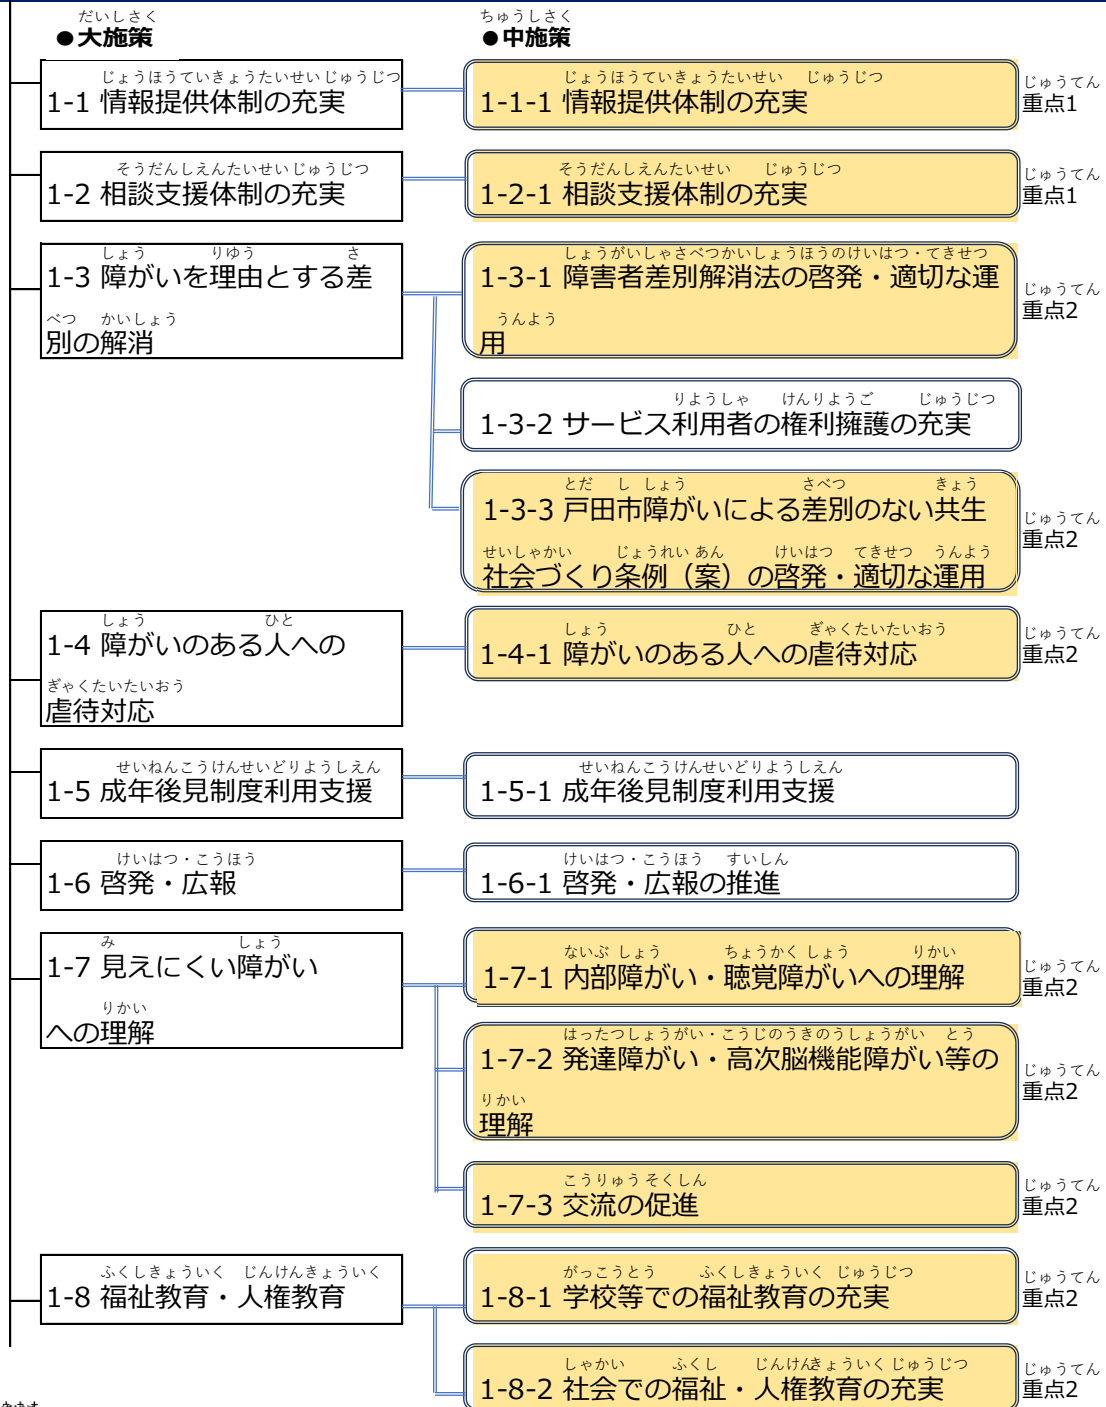 だいしさく ちゅうしさく
●大施策 ●中施策
じょうほうていきょうたいせいじゅうじつ
1-1 情報提供体制の充実
じょうほうていきょうたいせい じゅうじつ
1-1-1 情報提供体制の充実
じゅうてん
重点1
そうだんしえんたいせいじゅうじつ
1-2 相談支援体制の充実
そうだんしえんたいせい じゅうじつ
1-2-1 相談支援体制の充実
じゅうてん
重点1
しょう りゆう さ
1-3 障がいを理由とする差
べつ かいしょう
別の解消
しょうがいしゃさべつかいしょうほうのけいはつ・てきせつ
1-3-1 障害者差別解消法の啓発・適切な運
うんよう
用
じゅうてん
重点2
りようしゃ けんりようご じゅうじつ
1-3-2 サービス利用者の権利擁護の充実
とだ し しょう さべつ きょう
1-3-3 戸田市障がいによる差別のない共生
せいしゃかい じょうれい あん けいはつ てきせつ うんよう
社会づくり条例（案）の啓発・適切な運用
じゅうてん
重点2
しょう ひと
1-4 障がいのある人への
ぎゃくたいたいおう
虐待対応
しょう ひと ぎゃくたいたいおう
1-4-1 障がいのある人への虐待対応
じゅうてん
重点2
せいねんこうけんせいどりようしえん
1-5 成年後見制度利用支援
せいねんこうけんせいどりようしえん
1-5-1 成年後見制度利用支援
けいはつ・こうほう
1-6 啓発・広報
けいはつ・こうほう すいしん
1-6-1 啓発・広報の推進
み しょう
1-7 見えにくい障がい
りかい
への理解
ないぶ しょう ちょうかく しょう りかい
1-7-1 内部障がい・聴覚障がいへの理解
じゅうてん
重点2
はったつしょうがい・こうじのうきのうしょうがい とう
1-7-2 発達障がい・高次脳機能障がい等の
りかい
理解
じゅうてん
重点2
こうりゅう そくしん
1-7-3 交流の促進
じゅうてん
重点2
ふくしきょういく じんけんきょういく
1-8 福祉教育・人権教育
がっこうとう ふくしきょういく じゅうじつ
1-8-1 学校等での福祉教育の充実
じゅうてん
重点2
しゃかい ふくし じんけんきょういく じゅうじつ
1-8-2 社会での福祉・人権教育の充実
じゅうてん
重点2